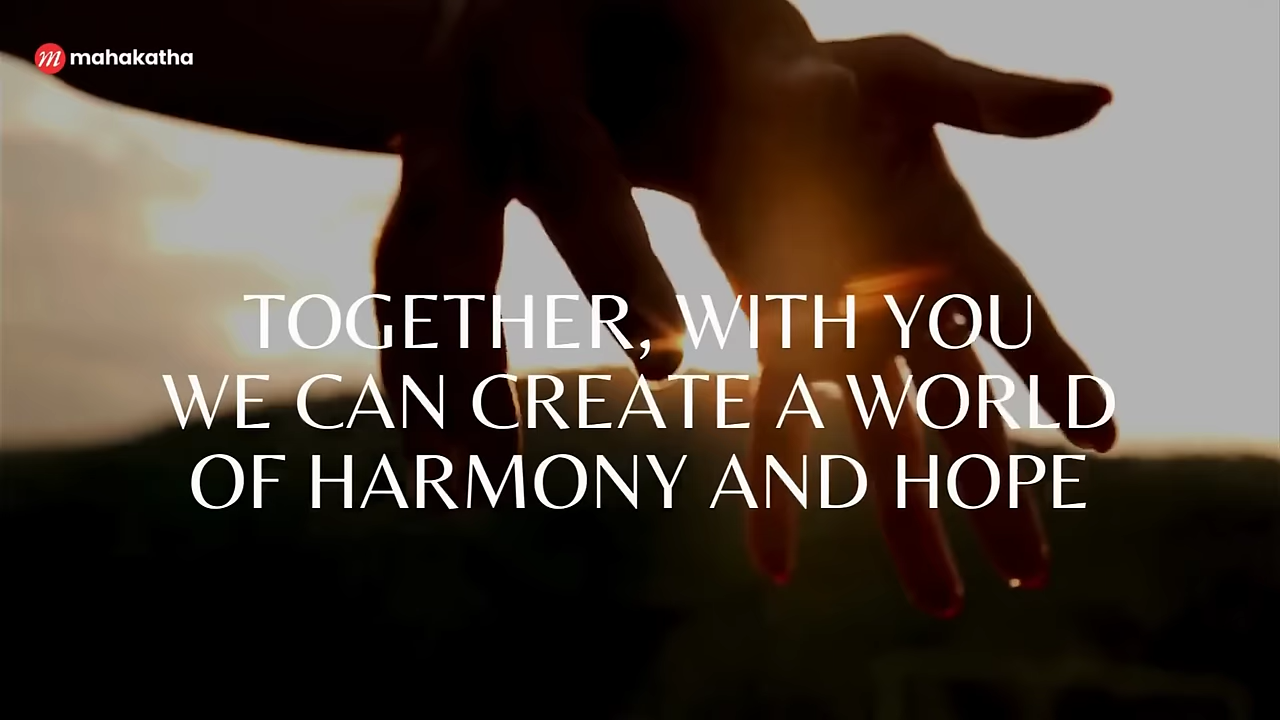 mahakatha
TOGETHER, WITH YOU
WE CAN CREATE A WORLD
OF HARMONY AND HOPE